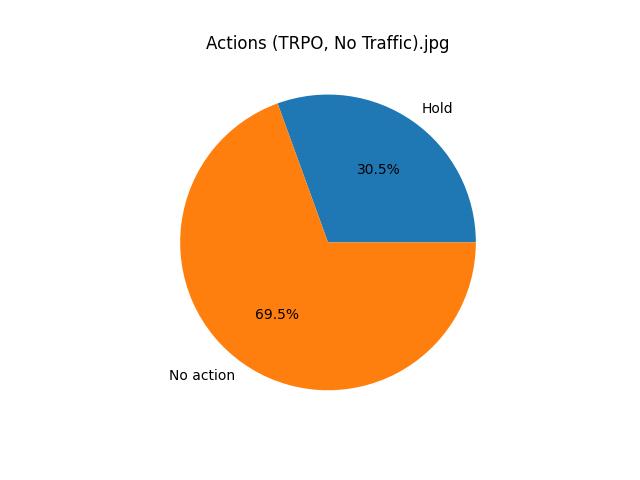 Actions (TRPO, No Traffic).jpg
Hold
30.5%
69.5%
No action